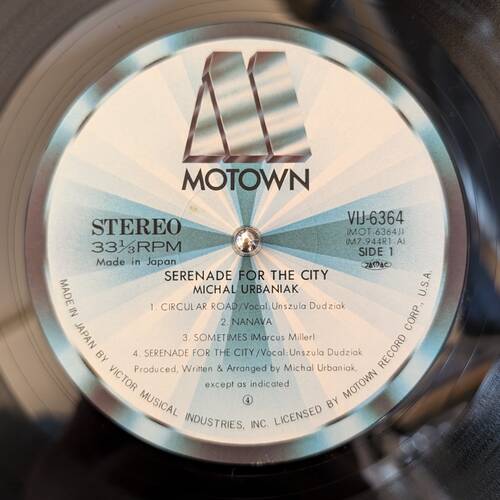 M
MOTOWN
STEREO
33⅓RPM
Made in Japan
VIJ-6364
(MOT-6364J)
(M7-944R1 A)
SIDE 1
JASRAC
SERENADE FOR THE CITY
MICHAL URBANIAK
1. CIRCULAR ROAD/Vocal:Unszula Dudziak
2. NANAVA
3. SOMETIMES (Marcus Miller)
4. SERENADE FOR THE CITY/Vocal:Unszula Dudziak
Produced, Written & Arranged by Michal Urbaniak,
except as indicated
4
MADE IN JAPAN BY VICTOR MUSICAL INDUSTRIES, INC. LICENSED BY MOTOWN RECORD CORP., U.S.A.